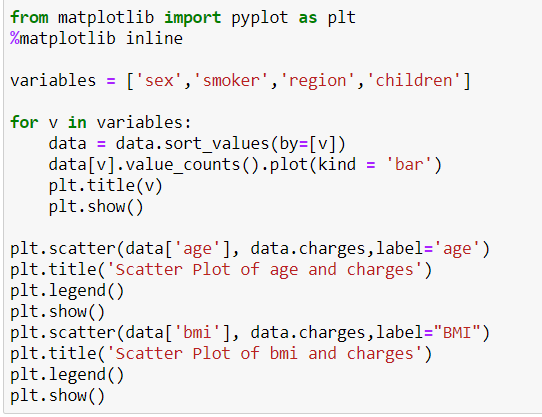 from matplotlib import pyplot as plt
%matplotlib inline

variables = ['sex','smoker','region','children']

for v in variables:
    data = data.sort_values(by=[v])
    data[v].value_counts().plot(kind = 'bar')
    plt.title(v)
    plt.show()

plt.scatter(data['age'], data.charges,label='age')
plt.title('Scatter Plot of age and charges')
plt.legend()
plt.show()
plt.scatter(data['bmi'], data.charges,label="BMI")
plt.title('Scatter Plot of bmi and charges')
plt.legend()
plt.show()